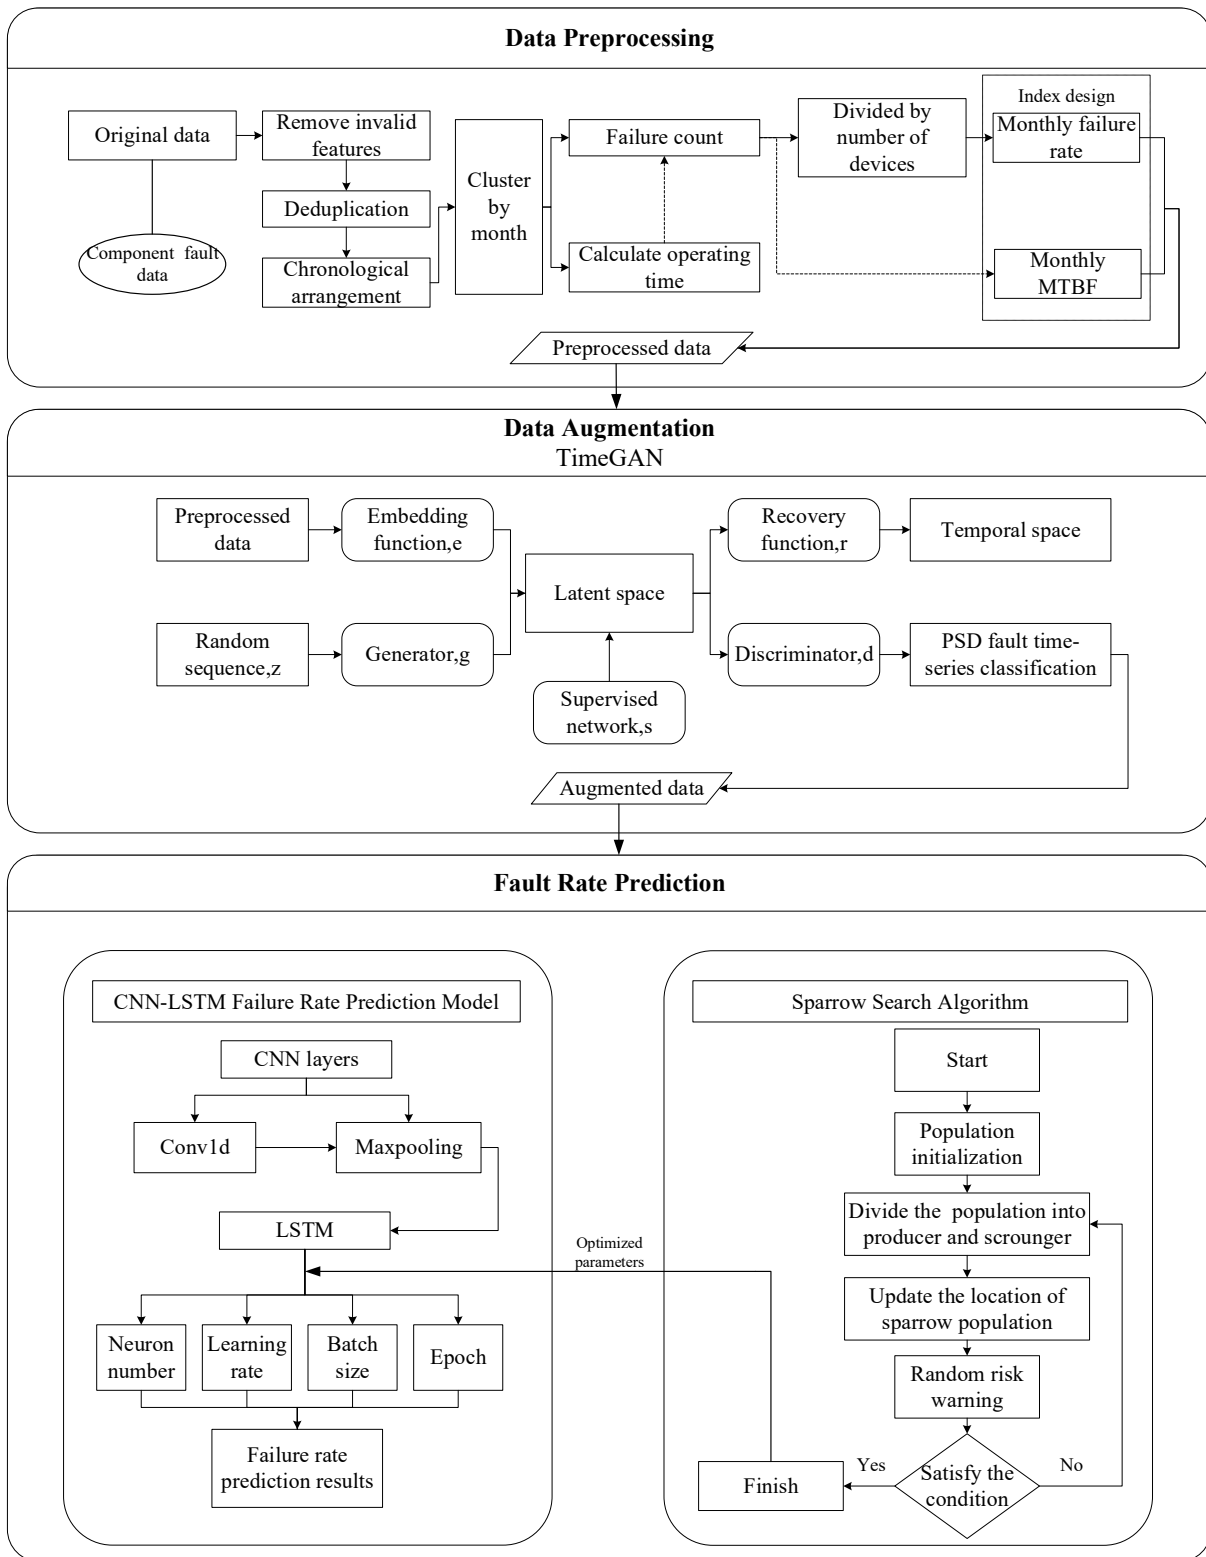 Data Preprocessing
Original data
Component fault
data
Remove invalid
features
Deduplication
Chronological
arrangement
Cluster
by
month
Failure count
Calculate operating
time
Divided by
number of
devices
Index design
Monthly failure
rate
Monthly
MTBF
Preprocessed data
Data Augmentation
TimeGAN
Preprocessed
data
Embedding
function,e
Random
sequence,z
Generator,g
Latent space
Supervised
network,s
Recovery
function,r
Temporal space
Discriminator,d
PSD fault time-
series classification
Augmented data
Fault Rate Prediction
CNN-LSTM Failure Rate Prediction Model
CNN layers
Conv1d
Maxpooling
LSTM
Neuron
number
Learning
rate
Batch
size
Epoch
Failure rate
prediction results
Optimized
parameters
Sparrow Search Algorithm
Start
Population
initialization
Divide the population into
producer and scrounger
Update the location of
sparrow population
Random risk
warning
Satisfy the
condition
Yes
No
Finish